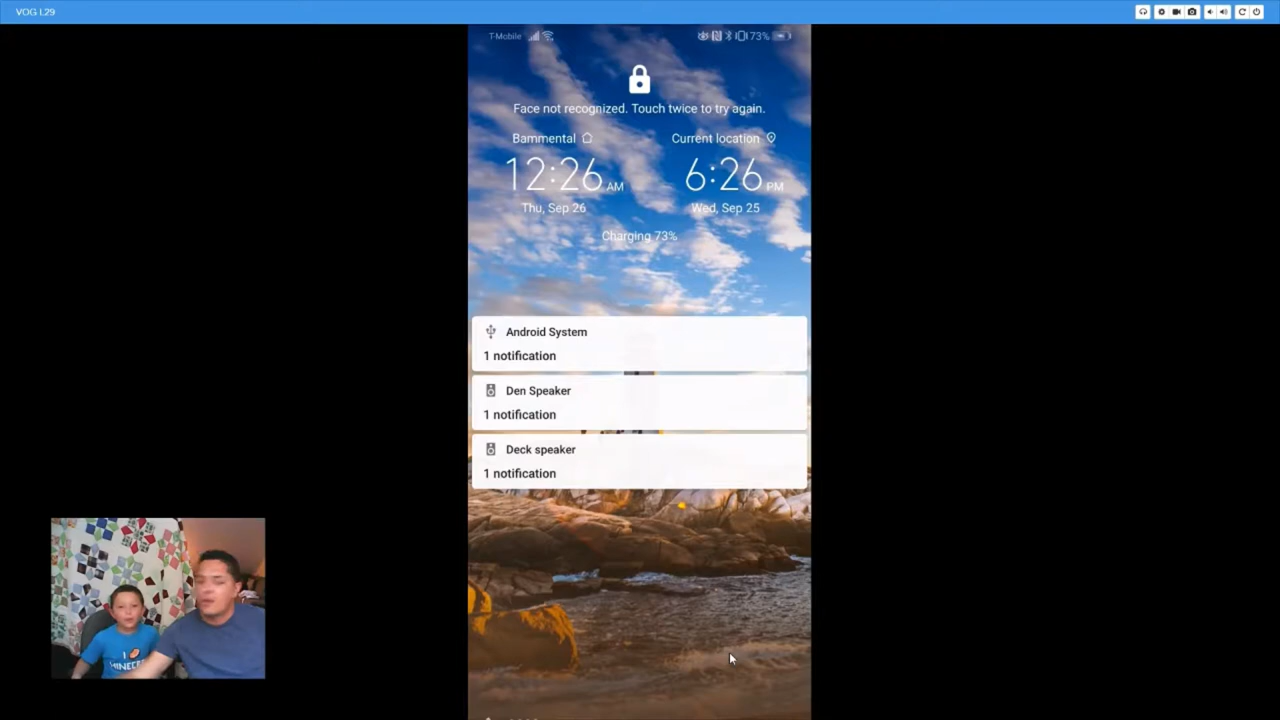 VOG L29
T-Mobile 73%
Face not recognized. Touch twice to try again.
Bammental Current location
12:26 AM 6:26 PM
Thu, Sep 26 Wed, Sep 25
Charging 73%
Android System
1 notification
Den Speaker
1 notification
Deck speaker
1 notification
I
MINECR